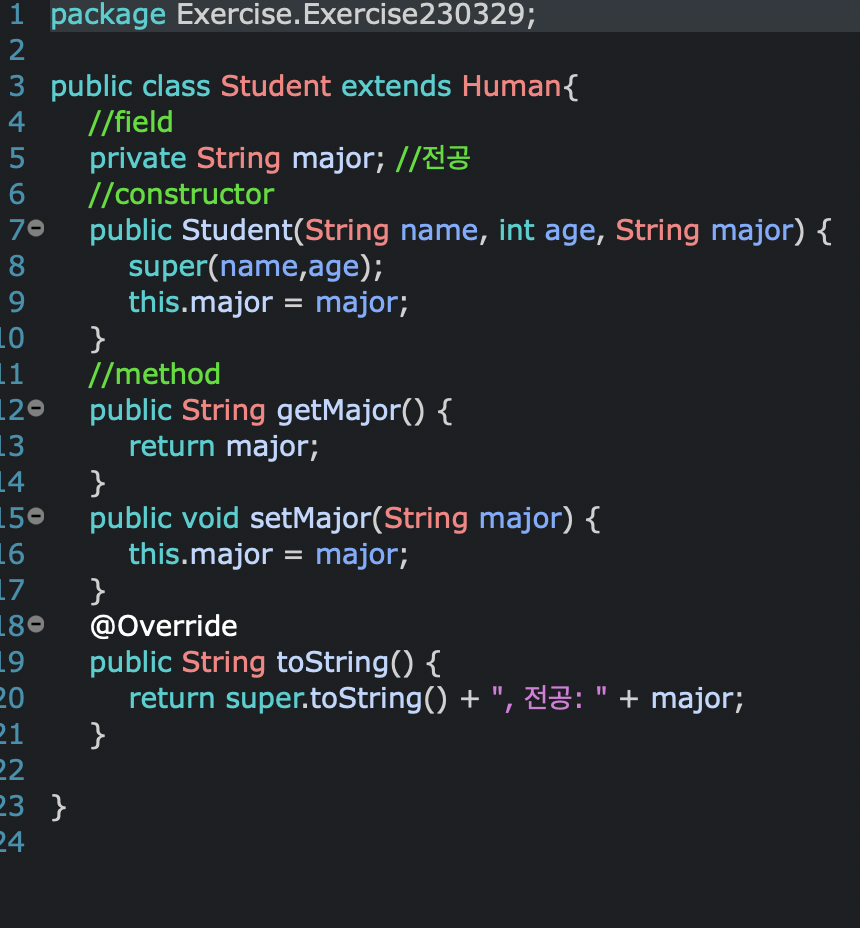 1 package Exercise.Exercise230329;
2
3 public class Student extends Human{
4     //field
5     private String major; //전공
6     //constructor
7     public Student(String name, int age, String major) {
8         super(name,age);
9         this.major = major;
10     }
11     //method
12     public String getMajor() {
13         return major;
14     }
15     public void setMajor(String major) {
16         this.major = major;
17     }
18     @Override
19     public String toString() {
20         return super.toString() + ", 전공: " + major;
21     }
22
23 }
24